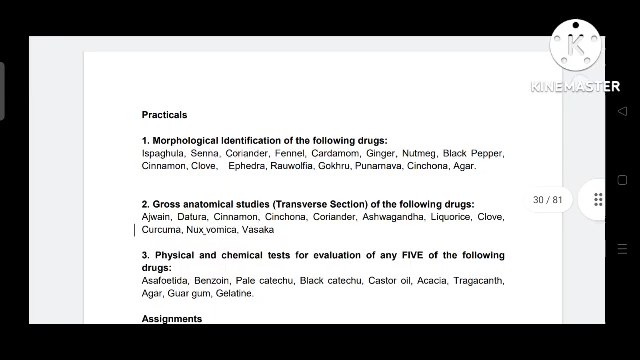 K
KINEMASTER
Practicals
1. Morphological Identification of the following drugs:
Ispaghula, Senna, Coriander, Fennel, Cardamom, Ginger, Nutmeg, Black Pepper,
Cinnamon, Clove, Ephedra, Rauwolfia, Gokhru, Punarnava, Cinchona, Agar.
2. Gross anatomical studies (Transverse Section) of the following drugs:
Ajwain, Datura, Cinnamon, Cinchona, Coriander, Ashwagandha, Liquorice, Clove,
Curcuma, Nux vomica, Vasaka
30 / 81
3. Physical and chemical tests for evaluation of any FIVE of the following
drugs:
Asafoetida, Benzoin, Pale catechu, Black catechu, Castor oil, Acacia, Tragacanth,
Agar, Guar gum, Gelatine.
Assignments